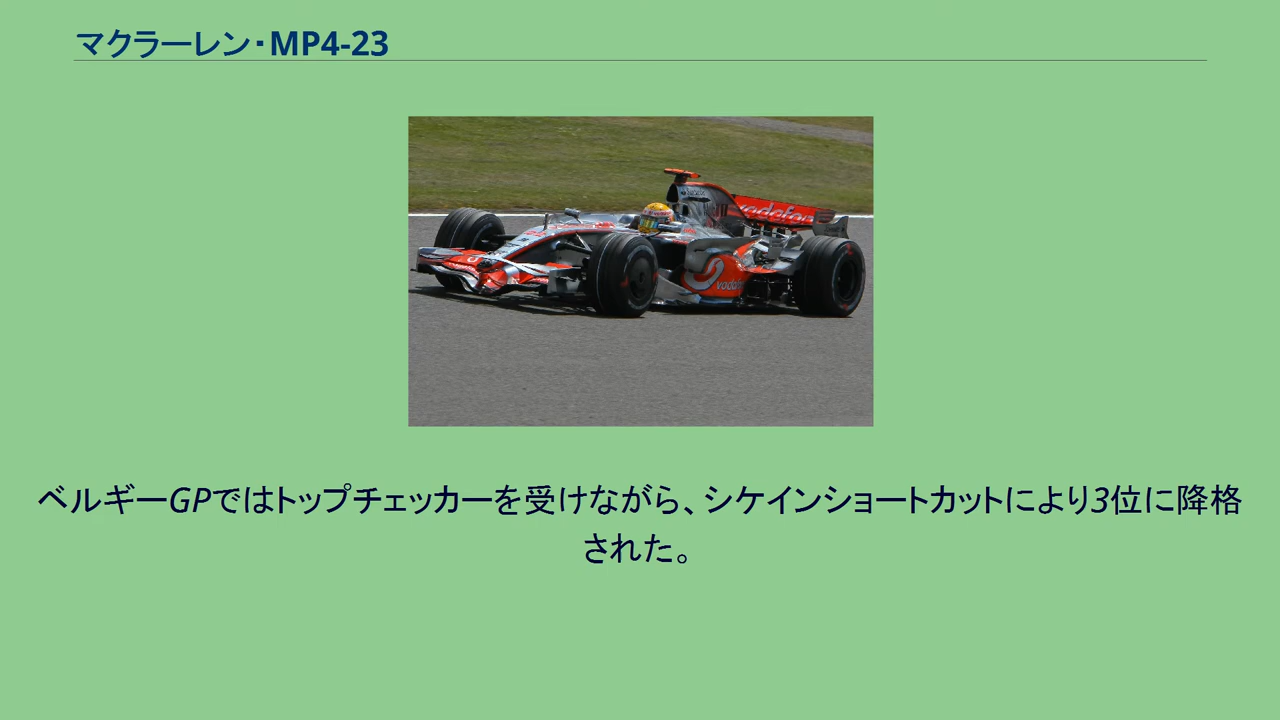 マクラーレン・MP4-23
vodafone
vodafone
ベルギーGPではトップチェッカーを受けながら、シケインショートカットにより3位に降格
された。